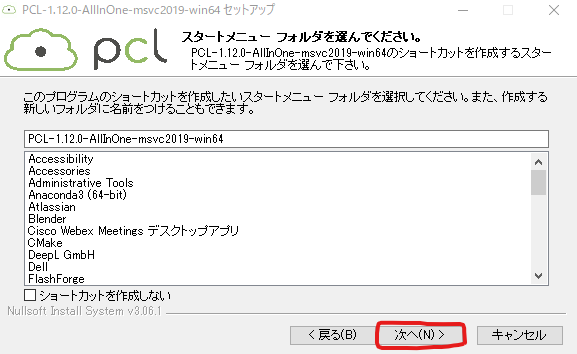 PCL-1.12.0-AllInOne-msvc2019-win64 セットアップ
pcl
スタートメニュー フォルダを選んでください。
PCL-1.12.0-AllInOne-msvc2019-win64のショートカットを作成するスター
トメニュー フォルダを選んで下さい。
このプログラムのショートカットを作成したいスタートメニュー フォルダを選択してください。また、作成する
新しいフォルダに名前をつけることもできます。
PCL-1.12.0-AllInOne-msvc2019-win64
Accessibility
Accessories
Administrative Tools
Anaconda3 (64-bit)
Atlassian
Blender
Cisco Webex Meetings デスクトップアプリ
CMake
DeepL GmbH
Dell
FlashForge
ショートカットを作成しない
Nullsoft Install System v3.06.1
< 戻る(B)
次へ(N) >
キャンセル